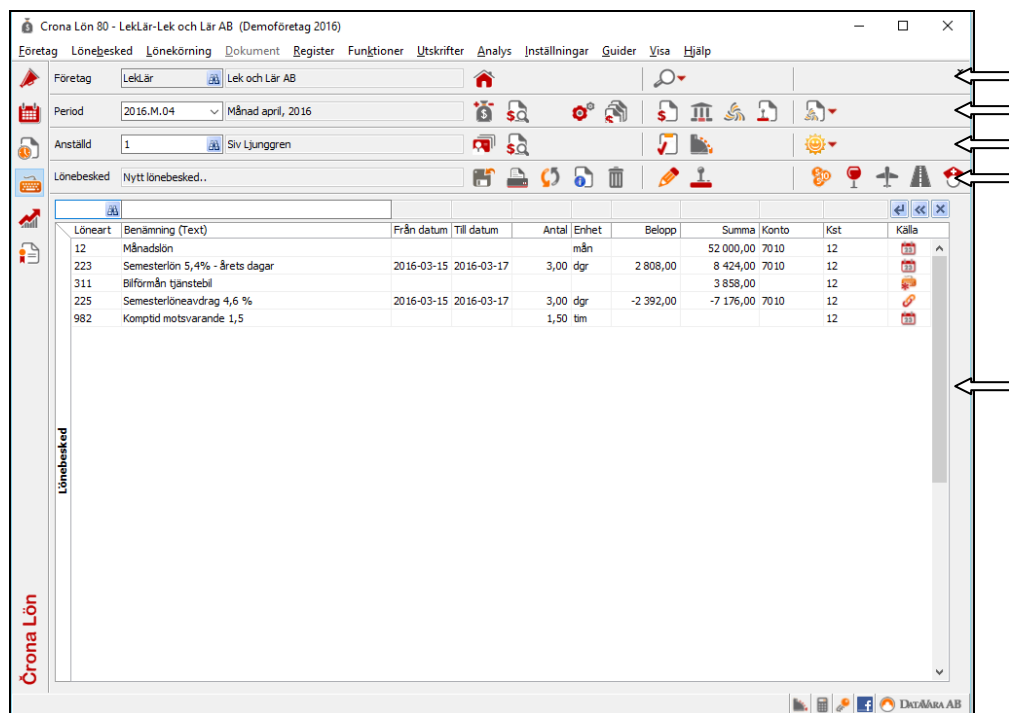 Crona Lön 80 - LekLär-Lek och Lär AB (Demoföretag 2016)
Företag Lönebesked Lönekörning Dokument Register Funktioner Utskrifter Analys Inställningar Guider Visa Hjälp
Företag LekLär Lek och Lär AB
Period 2016.M.04 Månad april, 2016
Anställd 1 Siv Ljunggren
Lönebesked Nytt lönebesked..
Löneart Benämning (Text) Från datum Till datum Antal Enhet Belopp Summa Konto Kst Källa
12 Månadslön mån 52 000,00 7010 12
223 Semesterlön 5,4% - årets dagar 2016-03-15 2016-03-17 3,00 dgr 2 808,00 8 424,00 7010 12
311 Bilförmån tjänstebil 3 858,00 12
225 Semesterlöneavdrag 4,6 % 2016-03-15 2016-03-17 3,00 dgr -2 392,00 -7 176,00 7010 12
982 Komptid motsvarande 1,5 1,50 tim 12
Lönebesked
Črona Lön
DATAVARA AB